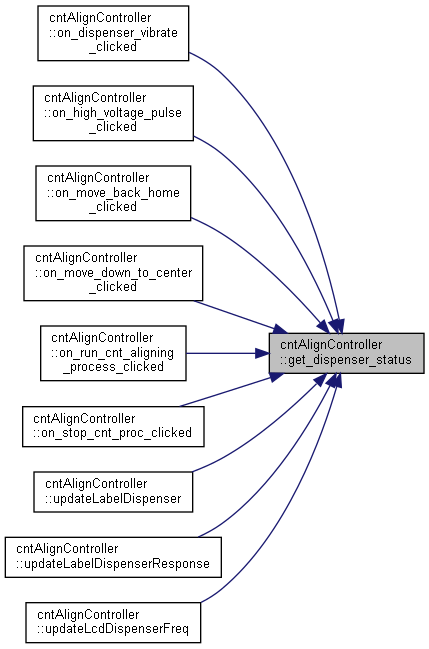 cntAlignController
::on_dispenser_vibrate
_clicked
cntAlignController
::on_high_voltage_pulse
_clicked
cntAlignController
::on_move_back_home
_clicked
cntAlignController
::on_move_down_to_center
_clicked
cntAlignController
::on_run_cnt_aligning
_process_clicked
cntAlignController
::get_dispenser_status
cntAlignController
::on_stop_cnt_proc_clicked
cntAlignController
::updateLabelDispenser
cntAlignController
::updateLabelDispenserResponse
cntAlignController
::updateLcdDispenserFreq